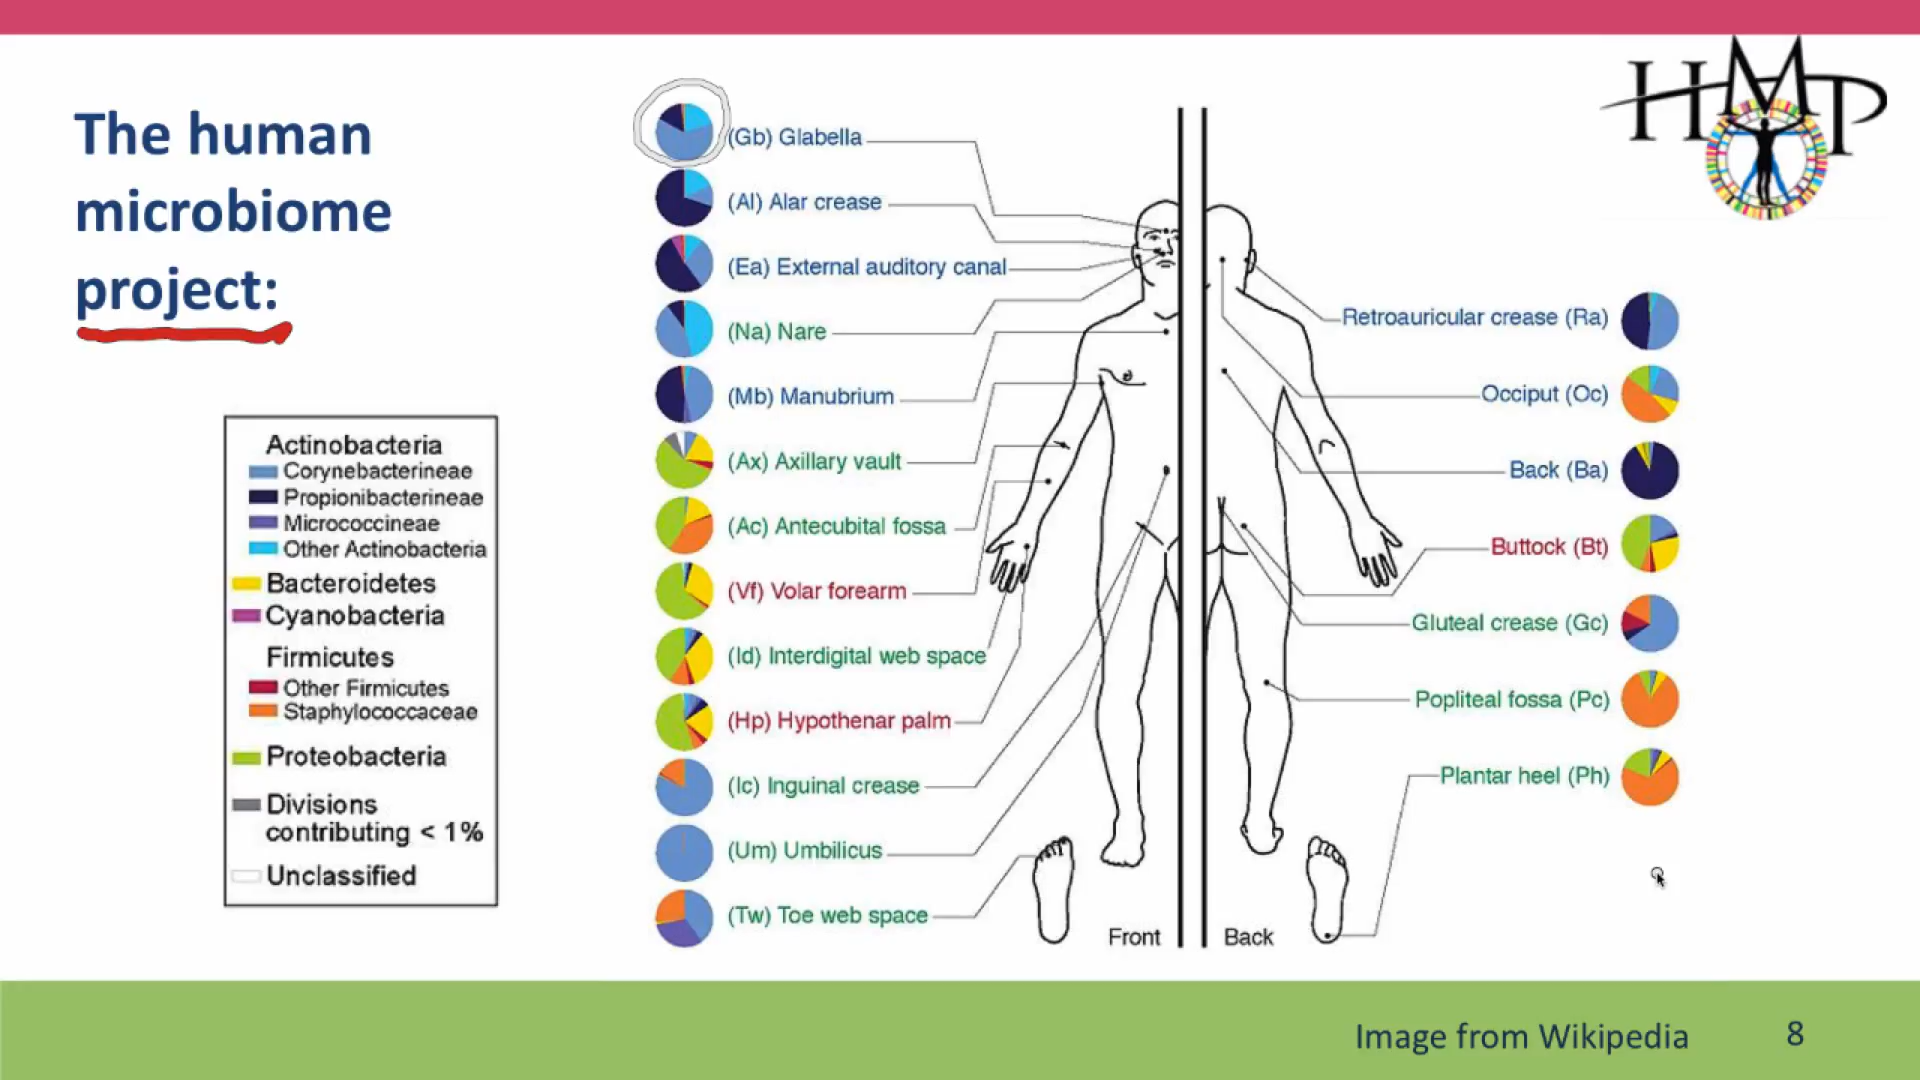 The human
microbiome
project:
HMP
Actinobacteria
Corynebacterineae
Propionibacterineae
Micrococcineae
Other Actinobacteria
Bacteroidetes
Cyanobacteria
Firmicutes
Other Firmicutes
Staphylococcaceae
Proteobacteria
Divisions
contributing < 1%
Unclassified
(Gb) Glabella
(Al) Alar crease
(Ea) External auditory canal
(Na) Nare
(Mb) Manubrium
(Ax) Axillary vault
(Ac) Antecubital fossa
(Vf) Volar forearm
(Id) Interdigital web space
(Hp) Hypothenar palm
(Ic) Inguinal crease
(Um) Umbilicus
(Tw) Toe web space
Front
Back
Retroauricular crease (Ra)
Occiput (Oc)
Back (Ba)
Buttock (Bt)
Gluteal crease (Gc)
Popliteal fossa (Pc)
Plantar heel (Ph)
Image from Wikipedia
8